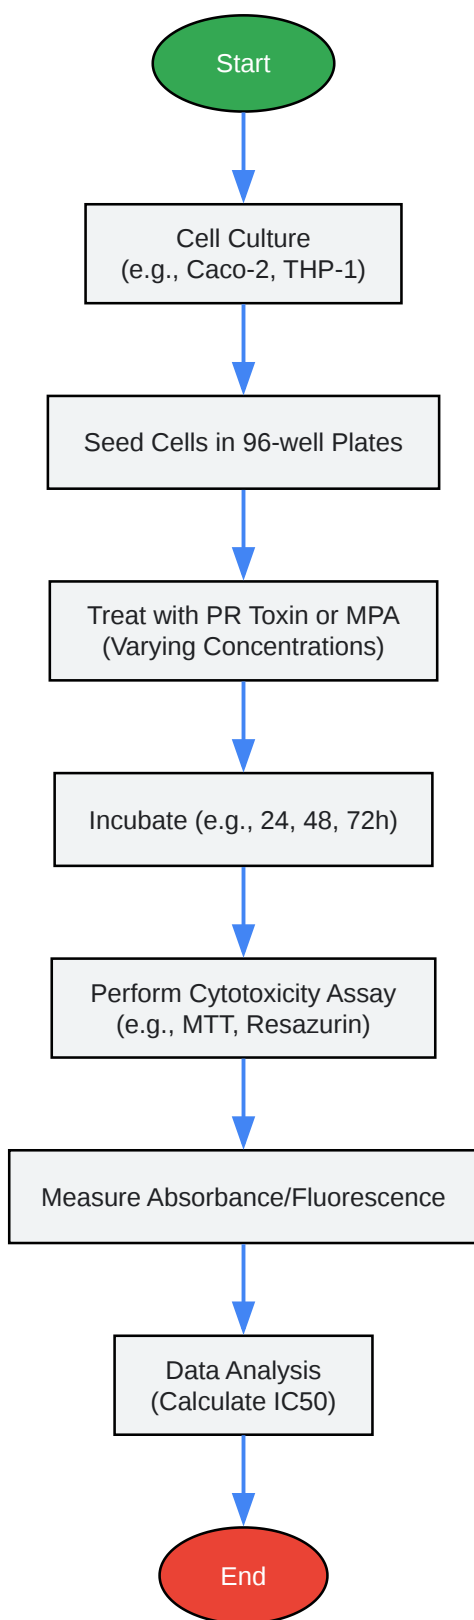 Start
Cell Culture
(e.g., Caco-2, THP-1)
Seed Cells in 96-well Plates
Treat with PR Toxin or MPA
(Varying Concentrations)
Incubate (e.g., 24, 48, 72h)
Perform Cytotoxicity Assay
(e.g., MTT, Resazurin)
Measure Absorbance/Fluorescence
Data Analysis
(Calculate IC50)
End